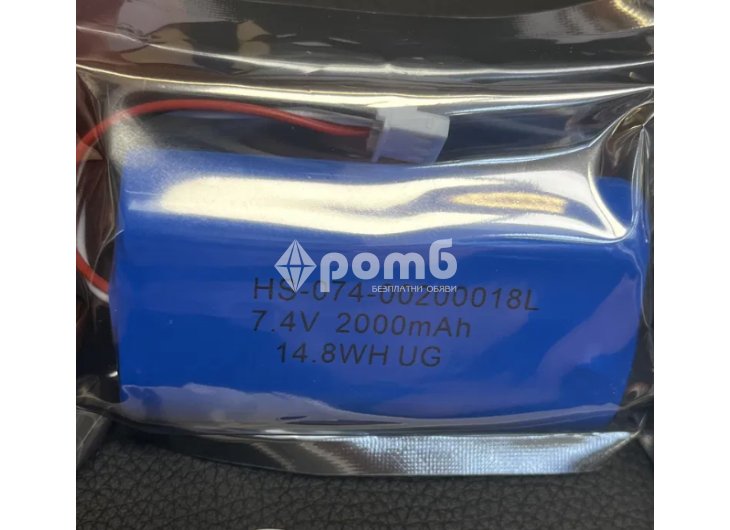 ромб
БЕЗПЛАТНИ ОБЯВИ
HS-074-00200018L
7.4V 2000mAh
14.8WH UG